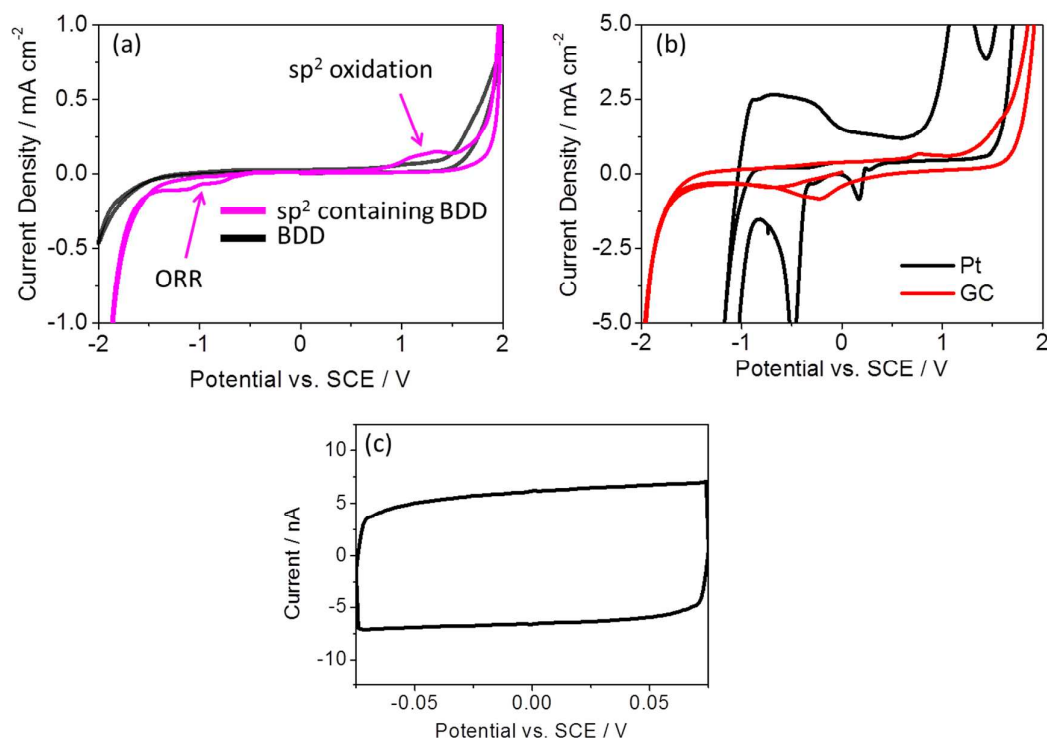 (a)
1.0
0.5
0.0
-0.5
-1.0
Current Density / mA cm⁻²
sp² oxidation
sp² containing BDD
BDD
ORR
-2 -1 0 1 2
Potential vs. SCE / V
(b)
5.0
2.5
0.0
-2.5
-5.0
Current Density / mA cm⁻²
Pt
GC
-2 -1 0 1 2
Potential vs. SCE / V
(c)
10
5
0
-5
-10
Current / nA
-0.05 0.00 0.05
Potential vs. SCE / V